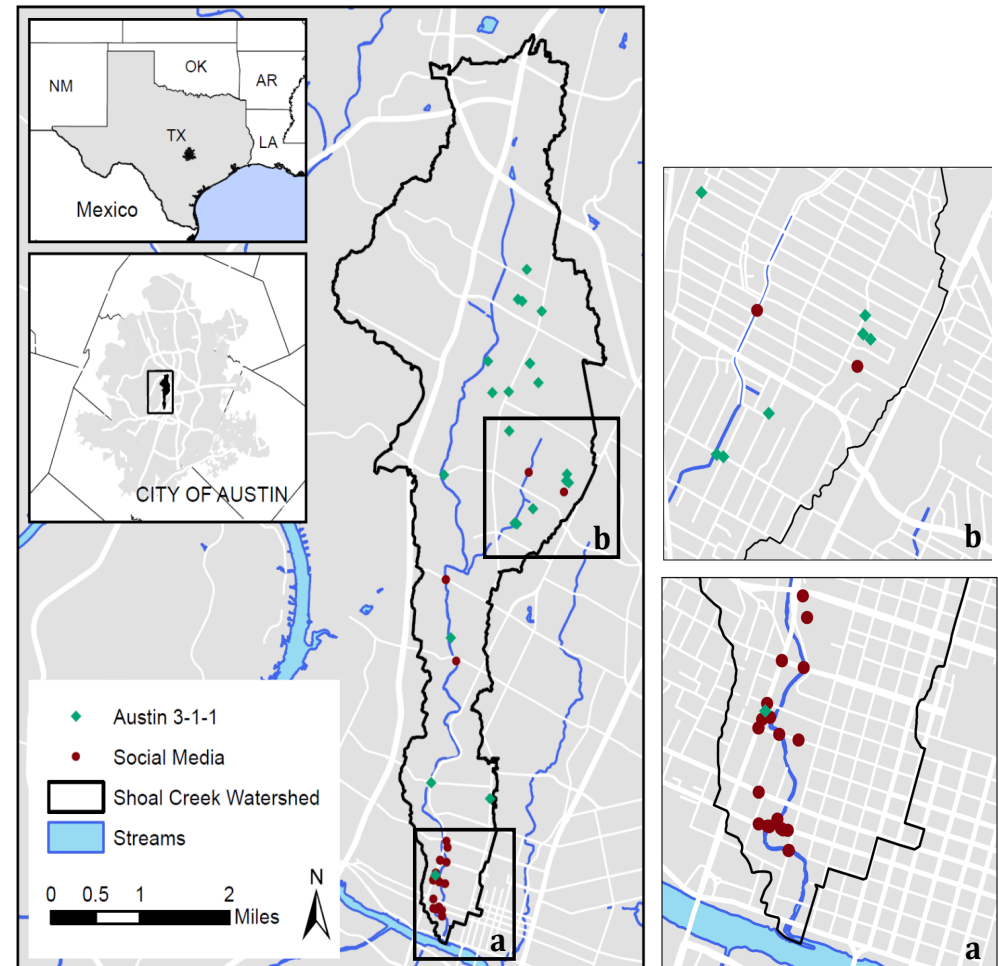 NM
OK
AR
TX
LA
Mexico
CITY OF AUSTIN
b
b
Austin 3-1-1
Social Media
Shoal Creek Watershed
Streams
0 0.5 1 2
Miles
N
a
a